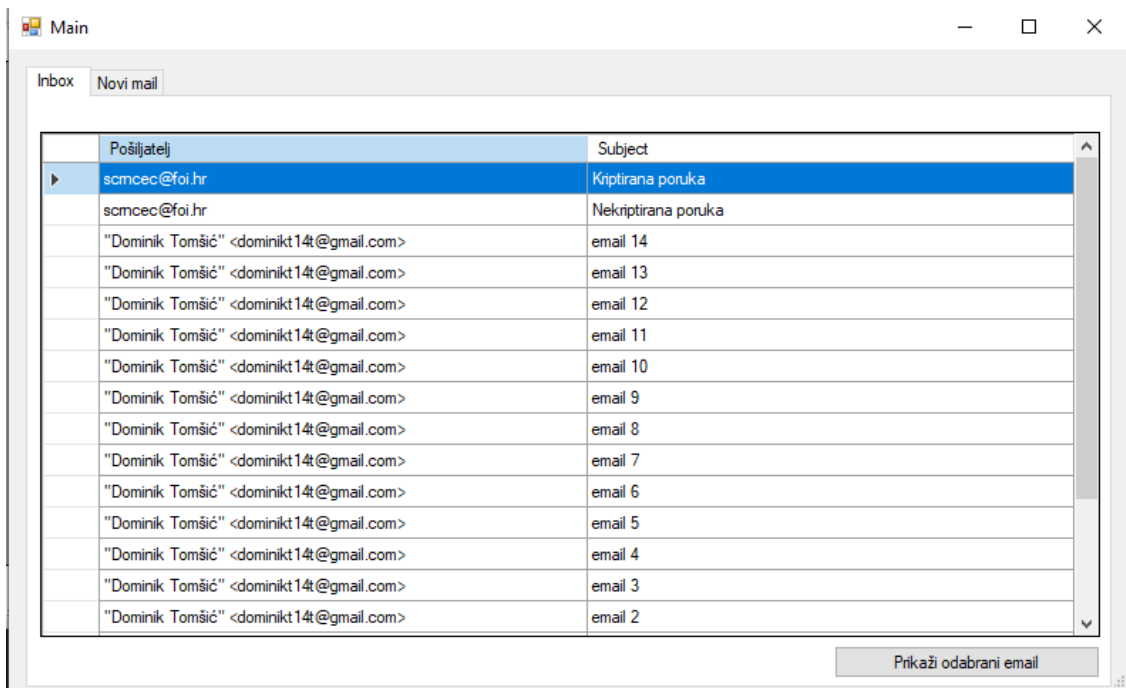 Main
Inbox Novi mail
Pošiljatelj Subject
scrncec@foi.hr Kriptirana poruka
scrncec@foi.hr Nekriptirana poruka
"Dominik Tomšić" <dominikt14t@gmail.com> email 14
"Dominik Tomšić" <dominikt14t@gmail.com> email 13
"Dominik Tomšić" <dominikt14t@gmail.com> email 12
"Dominik Tomšić" <dominikt14t@gmail.com> email 11
"Dominik Tomšić" <dominikt14t@gmail.com> email 10
"Dominik Tomšić" <dominikt14t@gmail.com> email 9
"Dominik Tomšić" <dominikt14t@gmail.com> email 8
"Dominik Tomšić" <dominikt14t@gmail.com> email 7
"Dominik Tomšić" <dominikt14t@gmail.com> email 6
"Dominik Tomšić" <dominikt14t@gmail.com> email 5
"Dominik Tomšić" <dominikt14t@gmail.com> email 4
"Dominik Tomšić" <dominikt14t@gmail.com> email 3
"Dominik Tomšić" <dominikt14t@gmail.com> email 2
Prikaži odabrani email